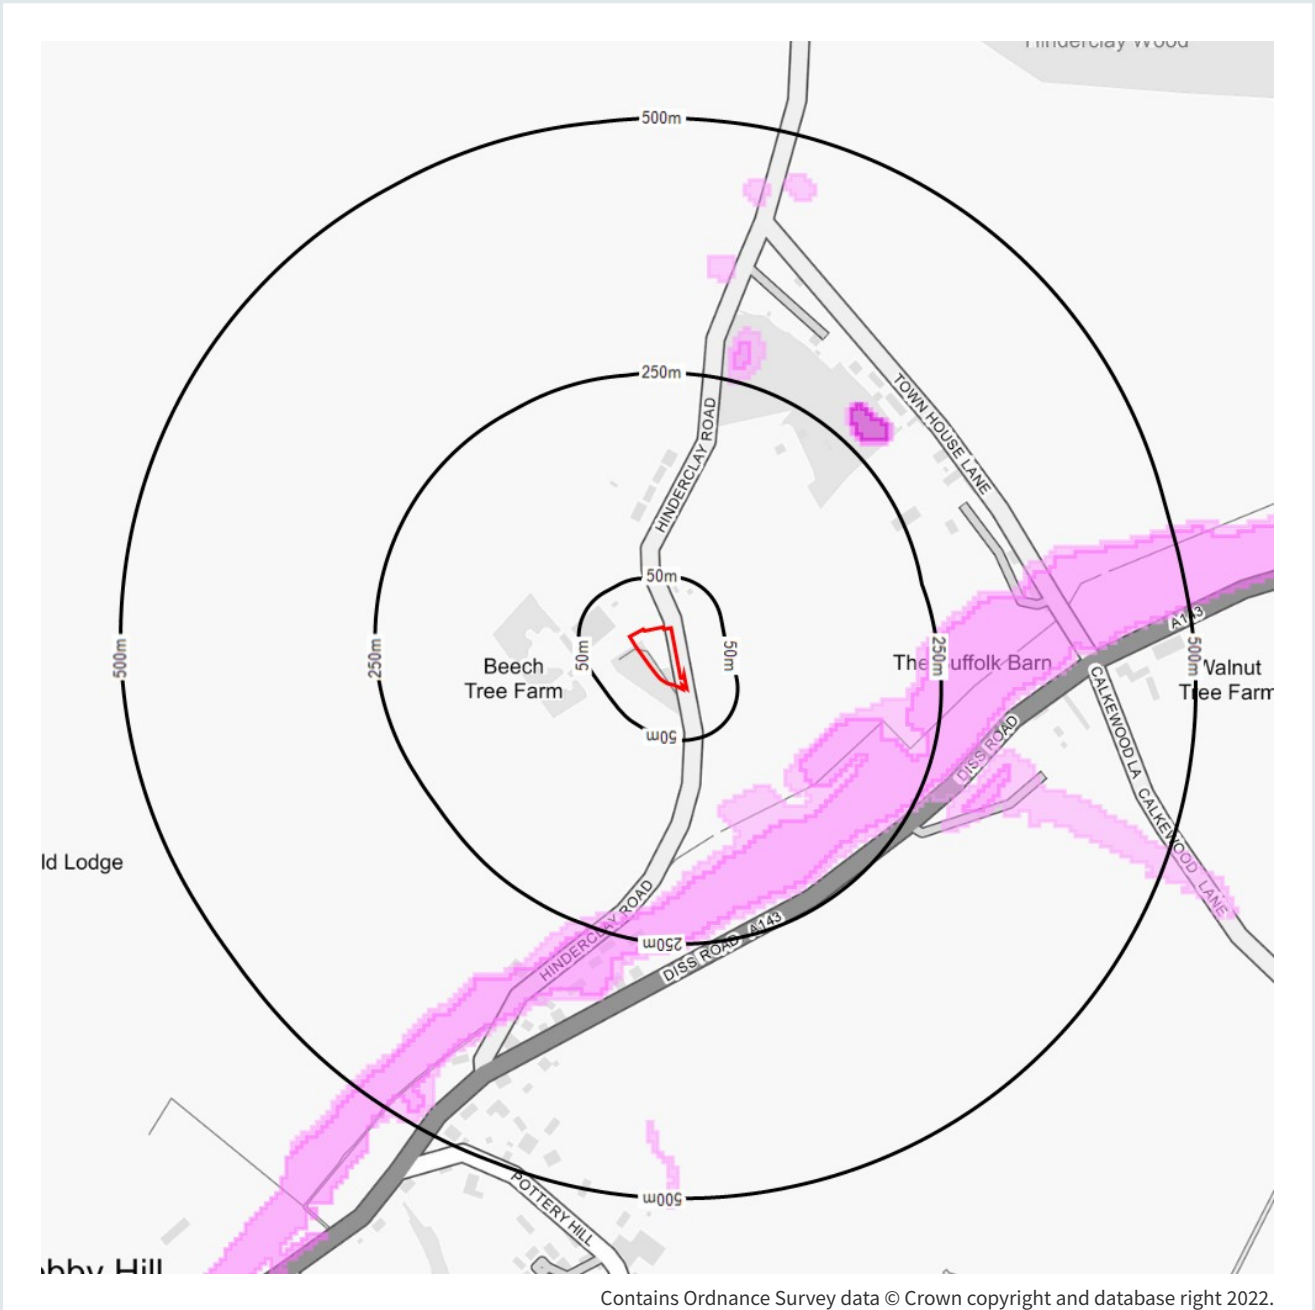 Hinderclay Wood
500m
250m
HINDERCLAY ROAD
TOWN HOUSE LANE
50m
50m
50m
50m
250m
500m
250m
500m
Beech
Tree Farm
The Suffolk Barn
A143
Walnut
Tree Farm
CALKEWOOD LA
CALKEWOOD LANE
DISS ROAD
ld Lodge
HINDERCLAY ROAD
250m
DISS ROAD
A143
500m
POTTERY HILL
bby Hill
Contains Ordnance Survey data © Crown copyright and database right 2022.